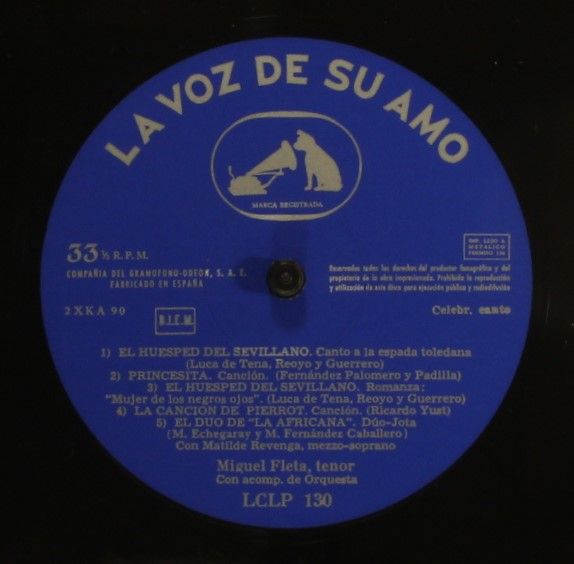 LA VOZ DE SU AMO
MARCA REGISTRADA
33⅓ R.P.M.
COMPAÑIA DEL GRAMOFONO-ODEON, S. A. E.
FABRICADO EN ESPAÑA
2XKA 90
B.I.E.M.
IMP. LUJO A
METALICO
PERMISO 136
Reservados todos los derechos del productor fonográfico y del
propietario de la obra impresionada. Prohibida la reproducción
y utilización de este disco para ejecución pública y radiodifusión
Celebr. canto
1) EL HUESPED DEL SEVILLANO. Canto a la espada toledana
(Luca de Tena, Reoyo y Guerrero)
2) PRINCESITA. Canción. (Fernández Palomero y Padilla)
3) EL HUESPED DEL SEVILLANO. Romanza:
"Mujer de los negros ojos". (Luca de Tena, Reoyo y Guerrero)
4) LA CANCION DE PIERROT. Canción. (Ricardo Yust)
5) EL DUO DE "LA AFRICANA". Dúo-Jota
(M. Echegaray y M. Fernández Caballero)
Con Matilde Revenga, mezzo-soprano
Miguel Fleta, tenor
Con acomp. de Orquesta
LCLP 130